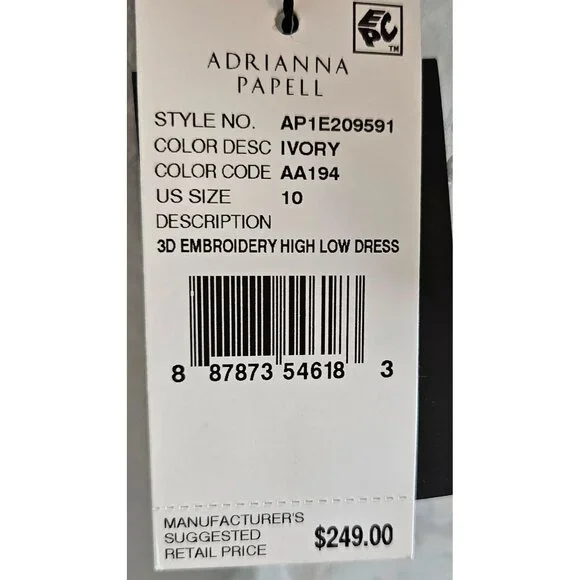 EPC
TM
ADRIANNA
PAPELL
STYLE NO. AP1E209591
COLOR DESC IVORY
COLOR CODE AA194
US SIZE 10
DESCRIPTION
3D EMBROIDERY HIGH LOW DRESS
8 87873 54618 3
MANUFACTURER'S
SUGGESTED
RETAIL PRICE $249.00